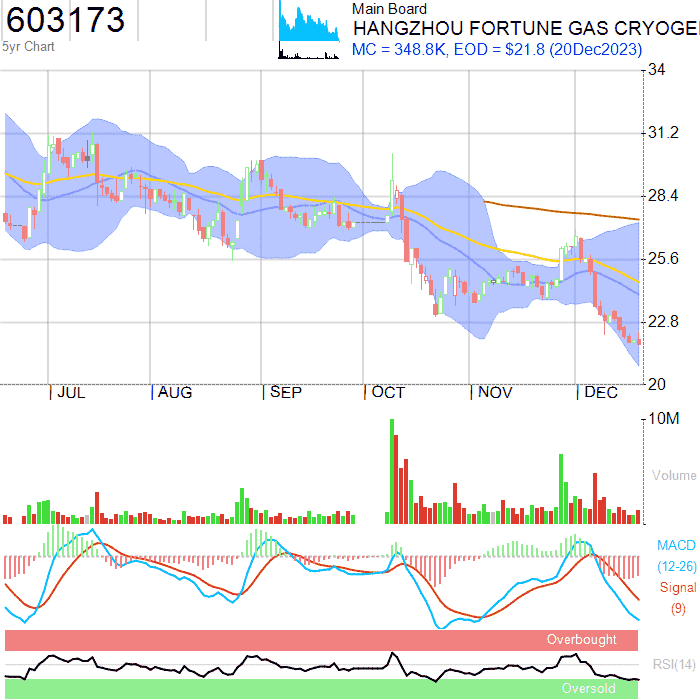 603173
5yr Chart
Main Board
HANGZHOU FORTUNE GAS CRYOGE
MC = 348.8K, EOD = $21.8 (20Dec2023)
34
31.2
28.4
25.6
22.8
20
JUL
AUG
SEP
OCT
NOV
DEC
10M
Volume
MACD
(12-26)
Signal
(9)
Overbought
RSI(14)
Oversold